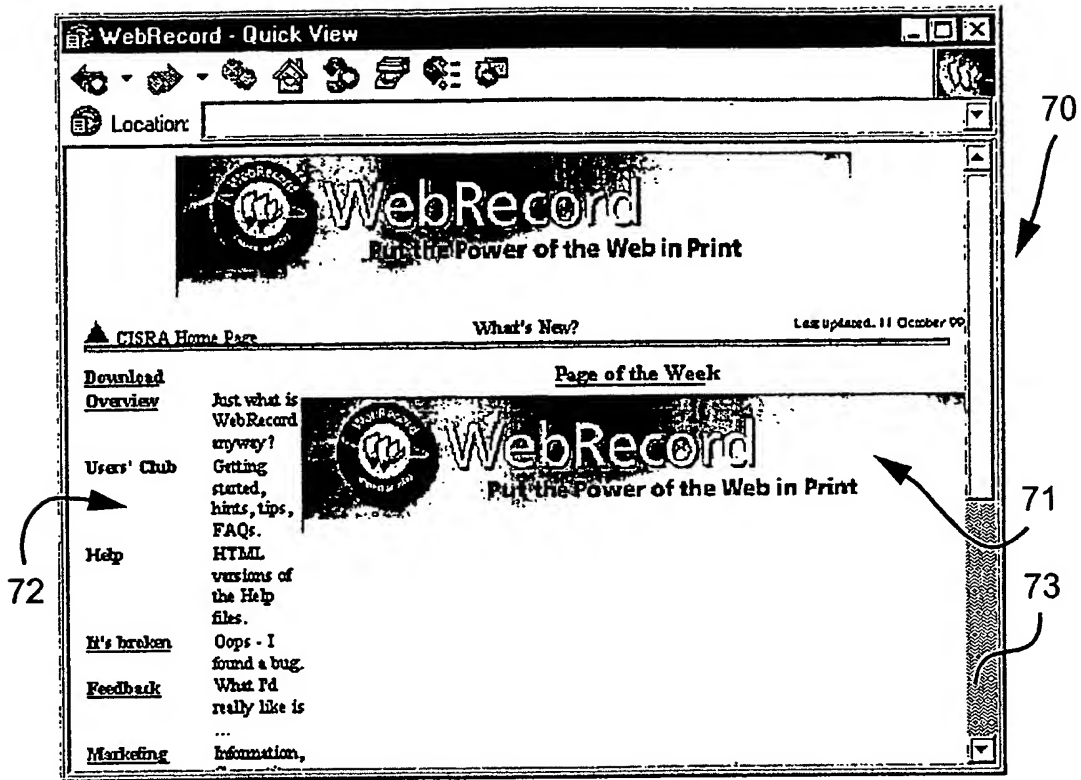 WebRecord - Quick View
Location:
70
WebRecord
WebRecord
Put the Power of the Web in Print
CISRA Home Page
What's New?
Last updated. 11 October 99
Download
Page of the Week
Overview
Just what is
WebRecord
anyway?
WebRecord
WebRecord
Put the Power of the Web in Print
71
Users' Club
Getting
started,
hints, tips,
FAQs.
72
Help
HTML
versions of
the Help
files.
73
It's broken
Oops - I
found a bug.
Feedback
What I'd
really like is
...
Marketing
Information,